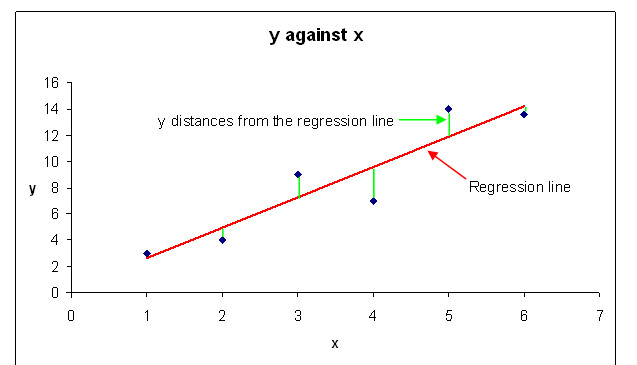 y against x
16
14
12
10
8
6
4
2
0
y
y distances from the regression line
Regression line
0 1 2 3 4 5 6 7
x